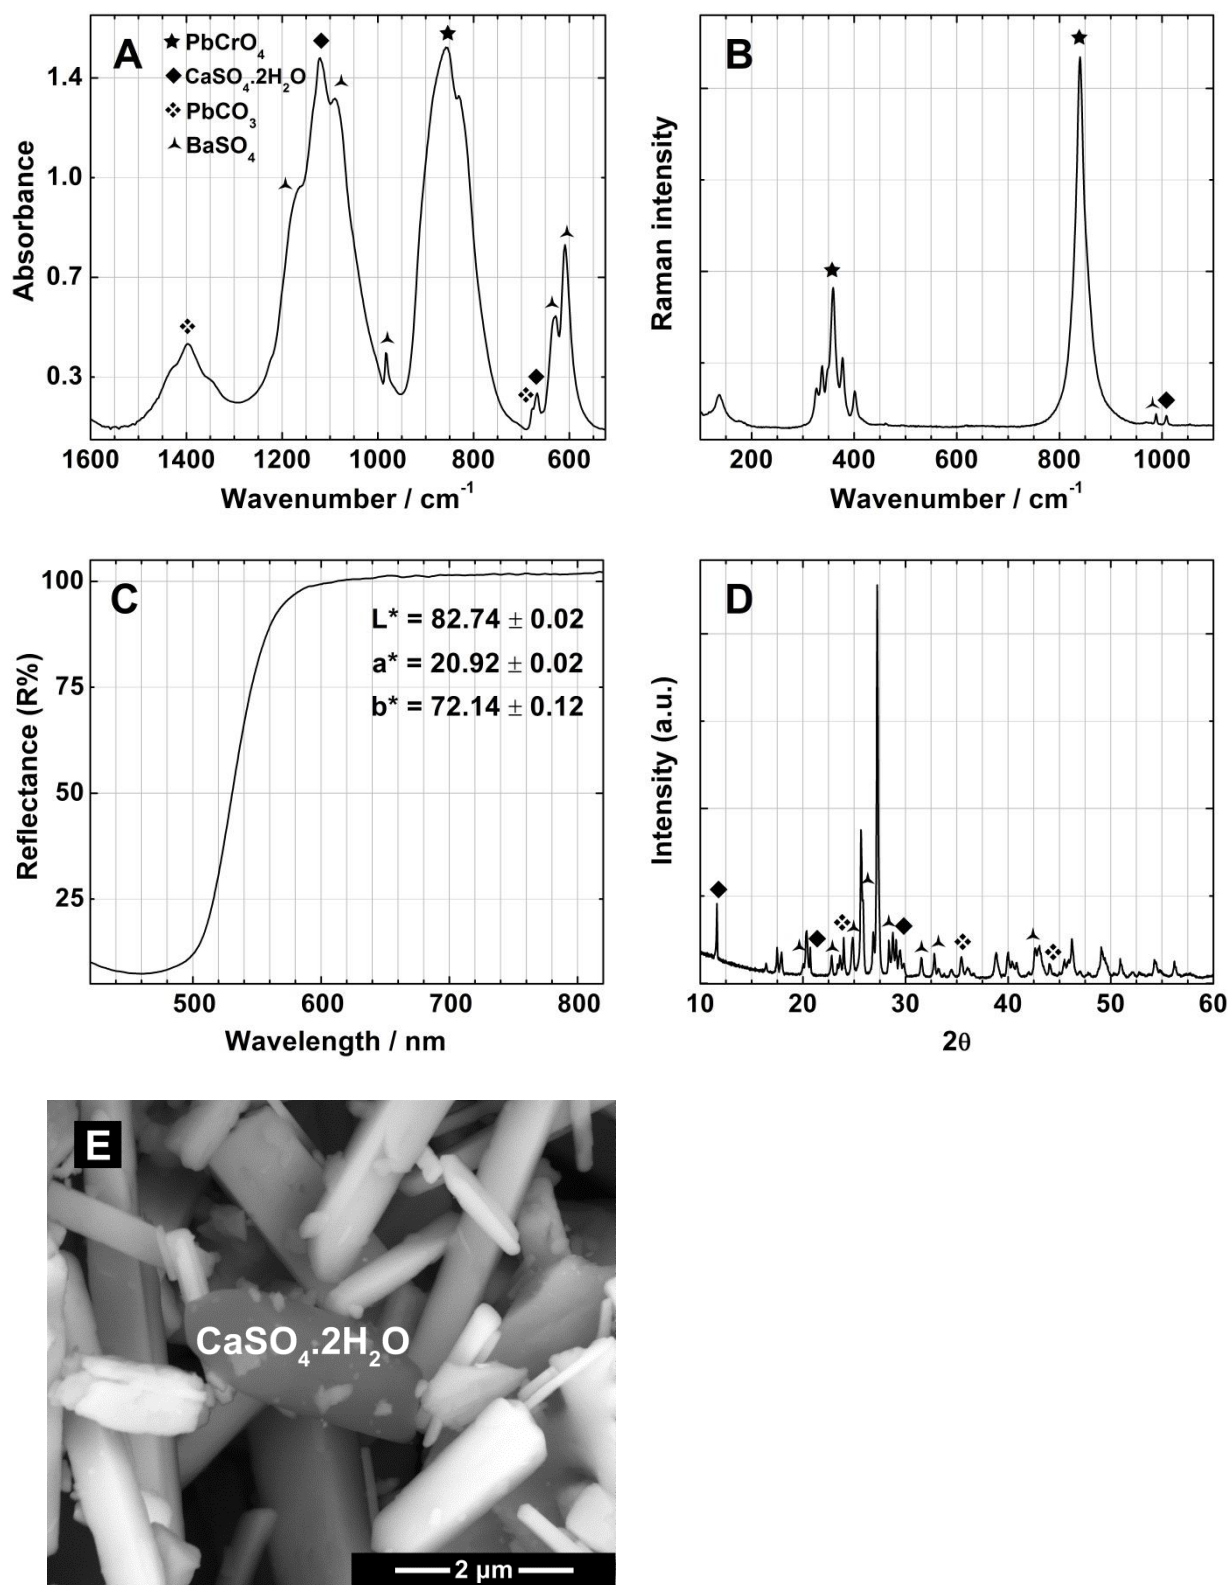 A
★PbCrO₄
◆CaSO₄.2H₂O
PbCO₃
BaSO₄
1.4
1.0
0.7
0.3
Absorbance
1600 1400 1200 1000 800 600
Wavenumber / cm⁻¹
B
Raman intensity
200 400 600 800 1000
Wavenumber / cm⁻¹
C
L* = 82.74 ± 0.02
a* = 20.92 ± 0.02
b* = 72.14 ± 0.12
100
75
50
25
Reflectance (R%)
500 600 700 800
Wavelength / nm
D
Intensity (a.u.)
10 20 30 40 50 60
2θ
E
CaSO₄.2H₂O
2 µm